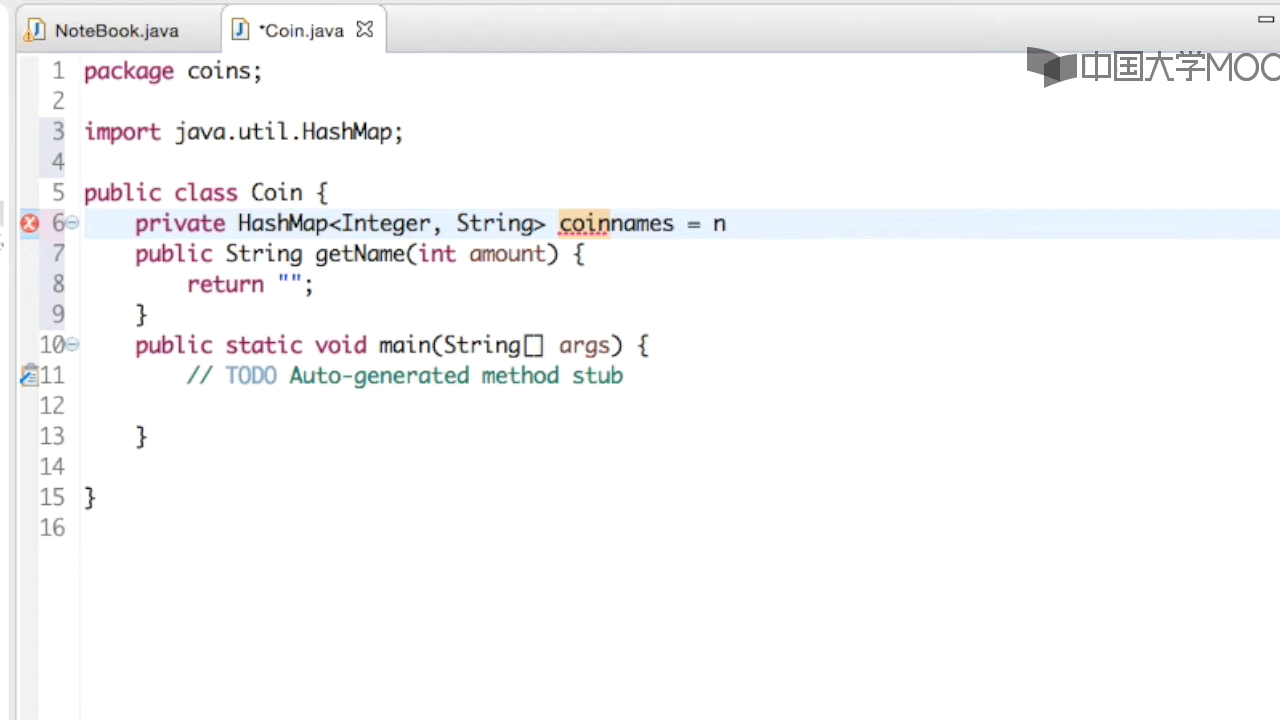 NoteBook.java
*Coin.java
中国大学MOO
1 package coins;
2
3 import java.util.HashMap;
4
5 public class Coin {
6 private HashMap<Integer, String> coinnames = n
7 public String getName(int amount) {
8 return "";
9 }
10 public static void main(String[] args) {
11 // TODO Auto-generated method stub
12
13 }
14
15 }
16